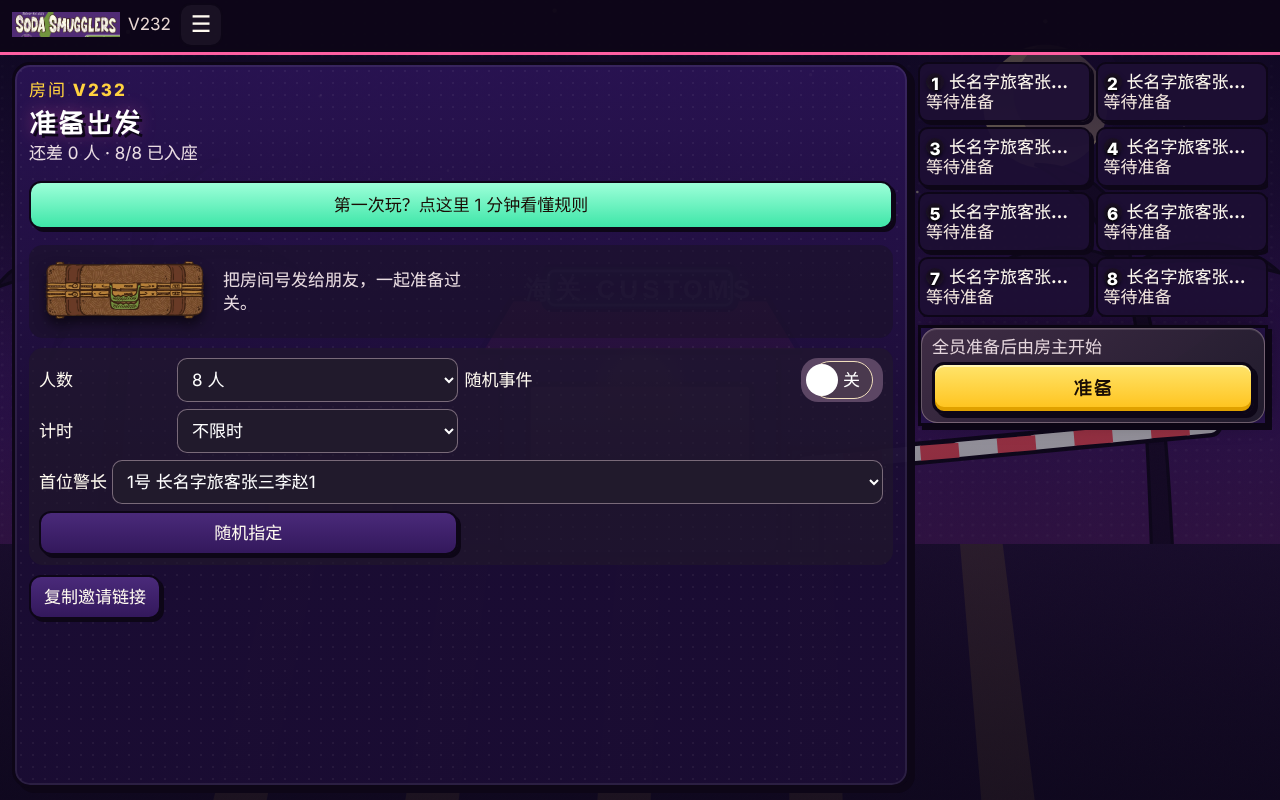 SODA SMUGGLERS V232 ☰
房间 V232
准备出发
还差 0 人 · 8/8 已入座
第一次玩？点这里 1 分钟看懂规则
把房间号发给朋友，一起准备过
关。
CUSTOMS
人数 8 人 随机事件 关
计时 不限时
首位警长 1号 长名字旅客张三李赵1
随机指定
复制邀请链接
1 长名字旅客张…
等待准备
2 长名字旅客张…
等待准备
3 长名字旅客张…
等待准备
4 长名字旅客张…
等待准备
5 长名字旅客张…
等待准备
6 长名字旅客张…
等待准备
7 长名字旅客张…
等待准备
8 长名字旅客张…
等待准备
全员准备后由房主开始
准备